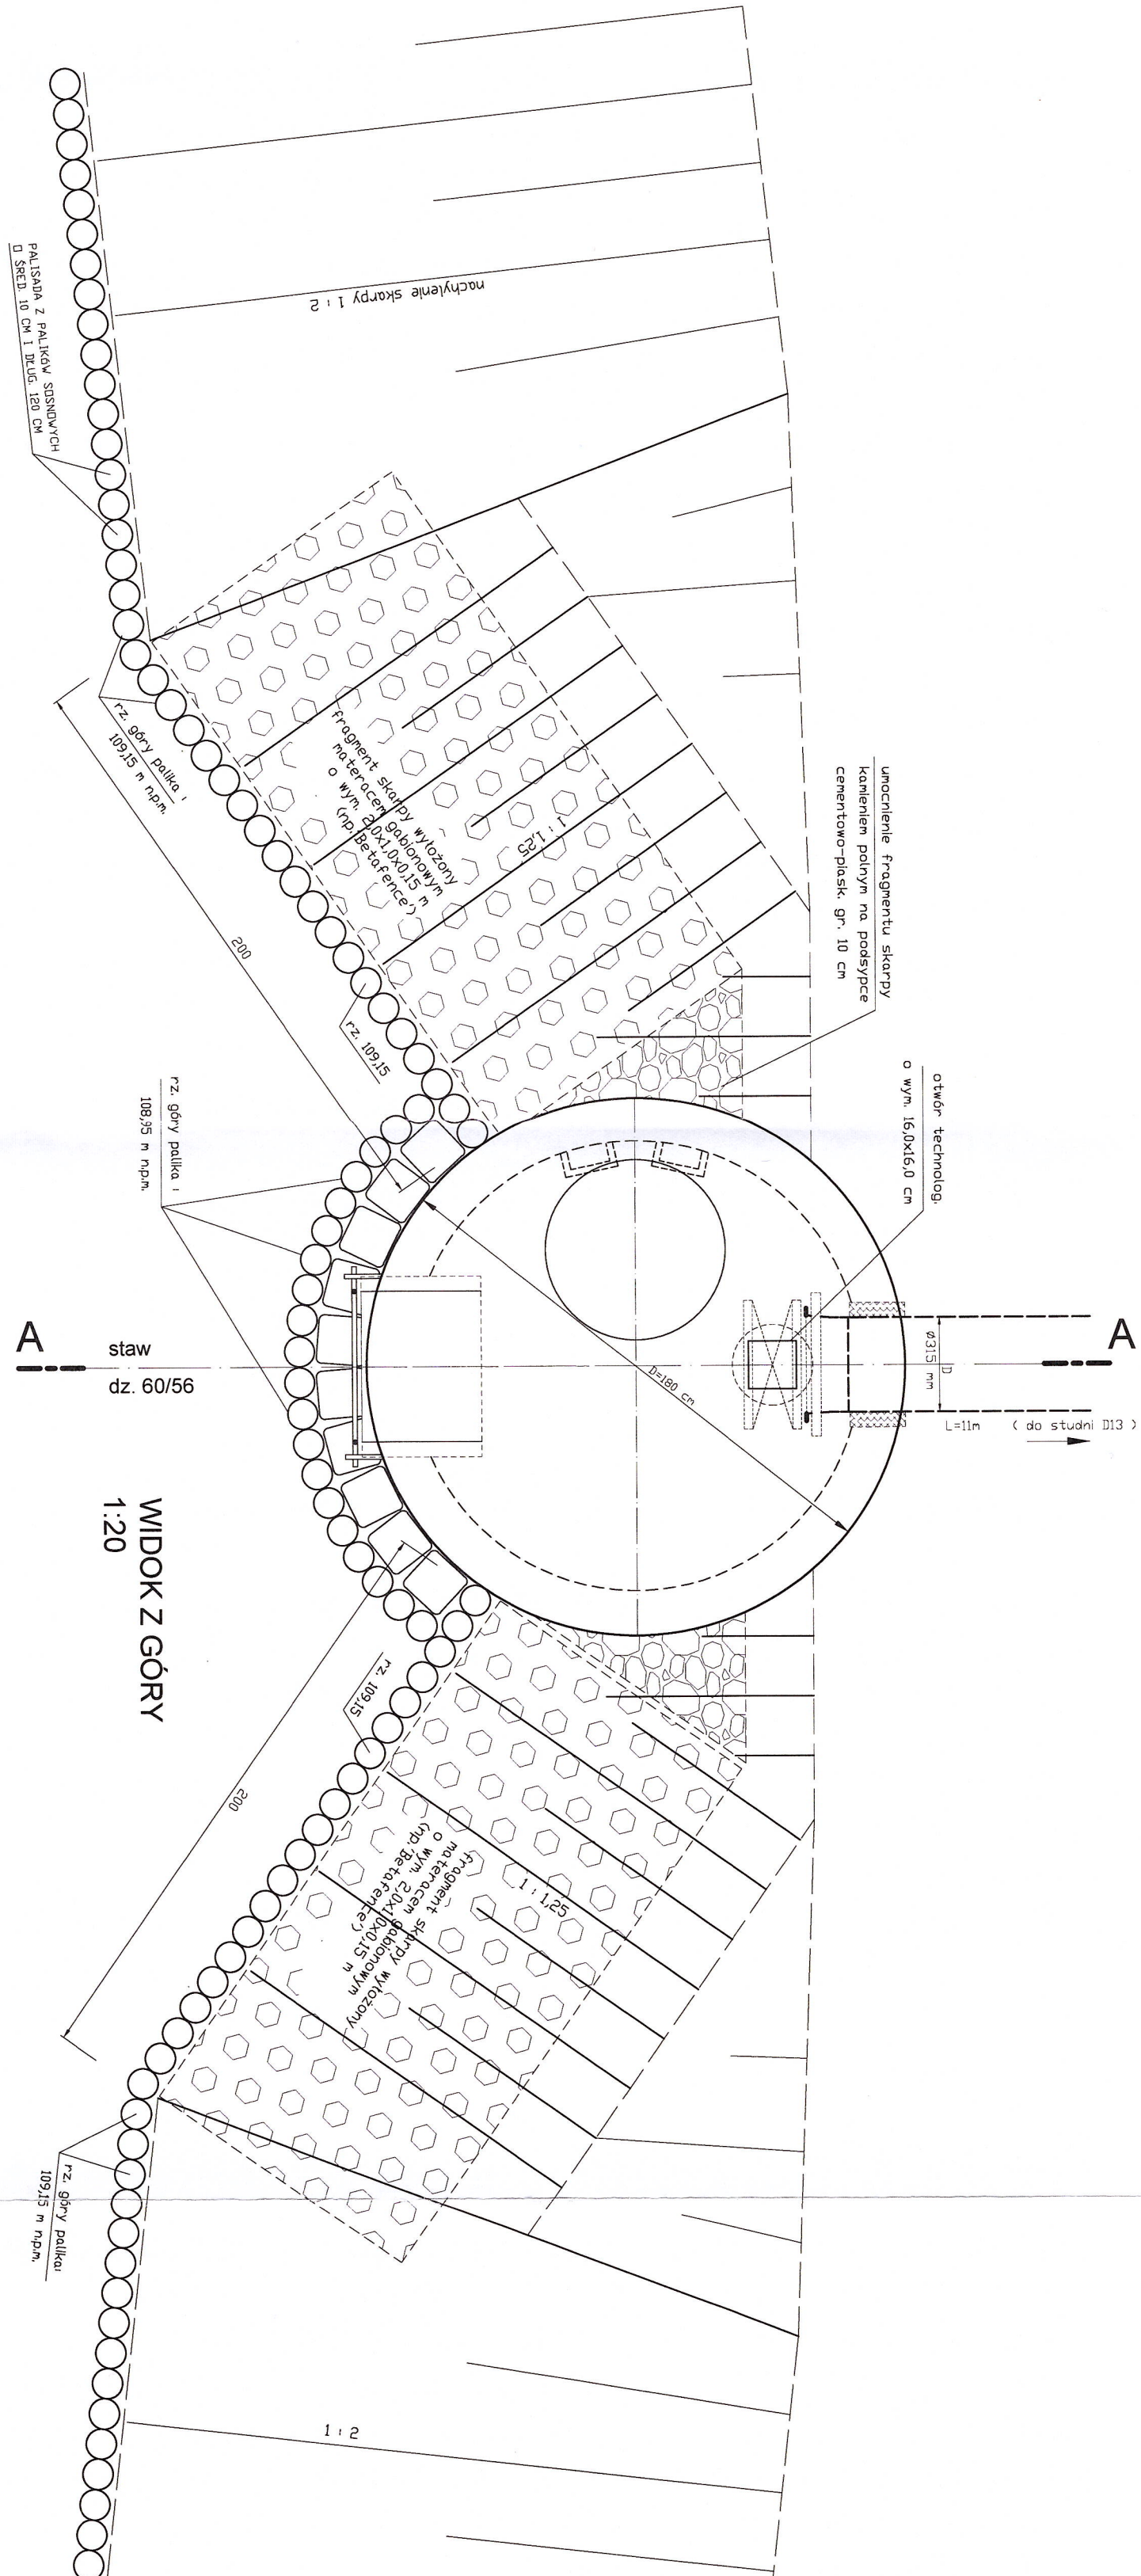 nachylenie skarpy 1 : 2
PALISADA Z PALIKÓW SOSNOWYCH
O ŚRED. 10 CM I DŁUG. 120 CM
rz. góry palika :
109,15 m n.p.m.
fragment skarpy wyłożony
materacem gabionowym
o wym. 2,0x1,0x0,15 m
(np.'Betafence')
1 : 1,25
umocnienie fragmentu skarpy
kamieniem polnym na podsypce
cementowo-piask. gr. 10 cm
200
rz. 109,15
otwór technolog.
o wym. 16,0x16,0 cm
rz. góry palika :
108,95 m n.p.m.
A
staw
dz. 60/56
D=180 cm
D
ø315 mm
A
L=11m ( do studni D13 )
WIDOK Z GÓRY
1:20
rz. 109,15
200
fragment skarpy wyłożony
materacem gabionowym
o wym. 2,0x1,0x0,15 m
(np.'Betafence')
1 : 1,25
rz. góry palika:
109,15 m n.p.m.
1 : 2